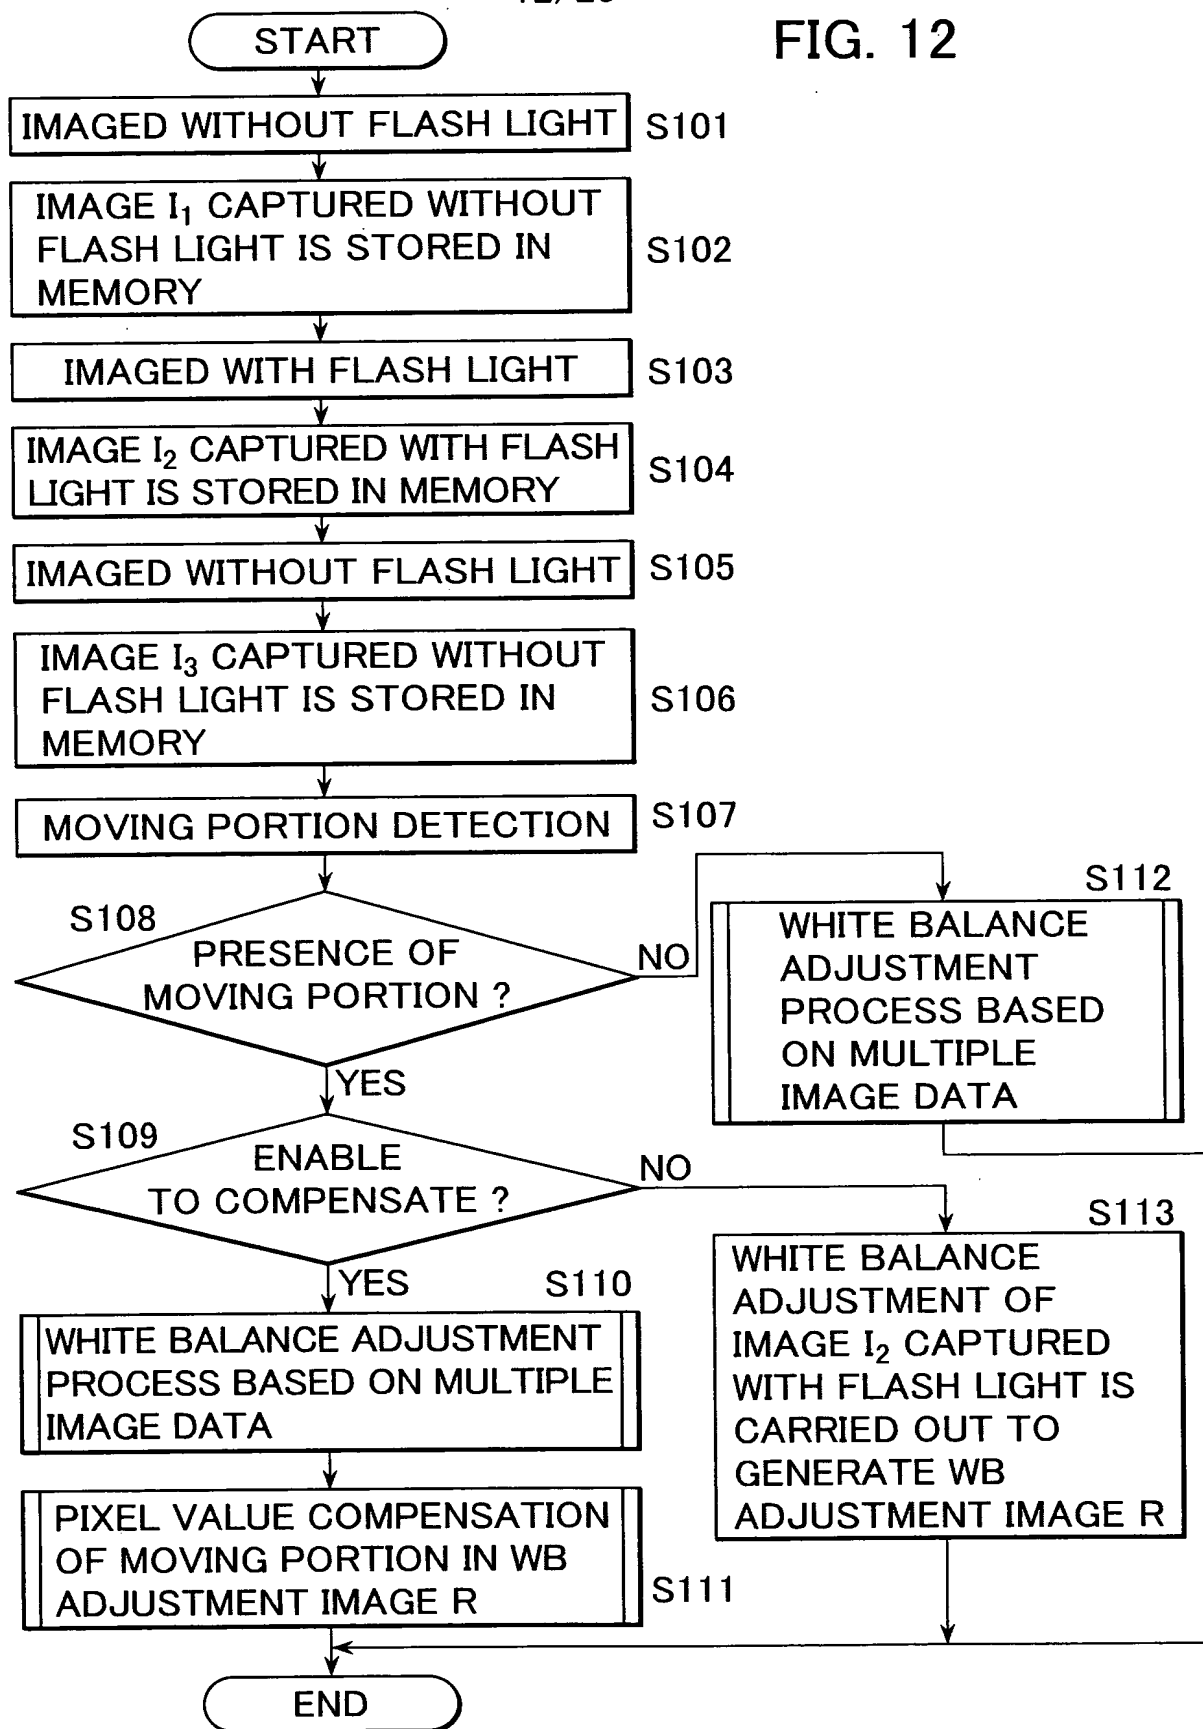 FIG. 12
START
IMAGED WITHOUT FLASH LIGHT
S101
IMAGE I₁ CAPTURED WITHOUT
FLASH LIGHT IS STORED IN
MEMORY
S102
IMAGED WITH FLASH LIGHT
S103
IMAGE I₂ CAPTURED WITH FLASH
LIGHT IS STORED IN MEMORY
S104
IMAGED WITHOUT FLASH LIGHT
S105
IMAGE I₃ CAPTURED WITHOUT
FLASH LIGHT IS STORED IN
MEMORY
S106
MOVING PORTION DETECTION
S107
S108
PRESENCE OF
MOVING PORTION ?
NO
YES
S112
WHITE BALANCE
ADJUSTMENT
PROCESS BASED
ON MULTIPLE
IMAGE DATA
S109
ENABLE
TO COMPENSATE ?
NO
YES
S113
WHITE BALANCE
ADJUSTMENT OF
IMAGE I₂ CAPTURED
WITH FLASH LIGHT IS
CARRIED OUT TO
GENERATE WB
ADJUSTMENT IMAGE R
S110
WHITE BALANCE ADJUSTMENT
PROCESS BASED ON MULTIPLE
IMAGE DATA
PIXEL VALUE COMPENSATION
OF MOVING PORTION IN WB
ADJUSTMENT IMAGE R
S111
END